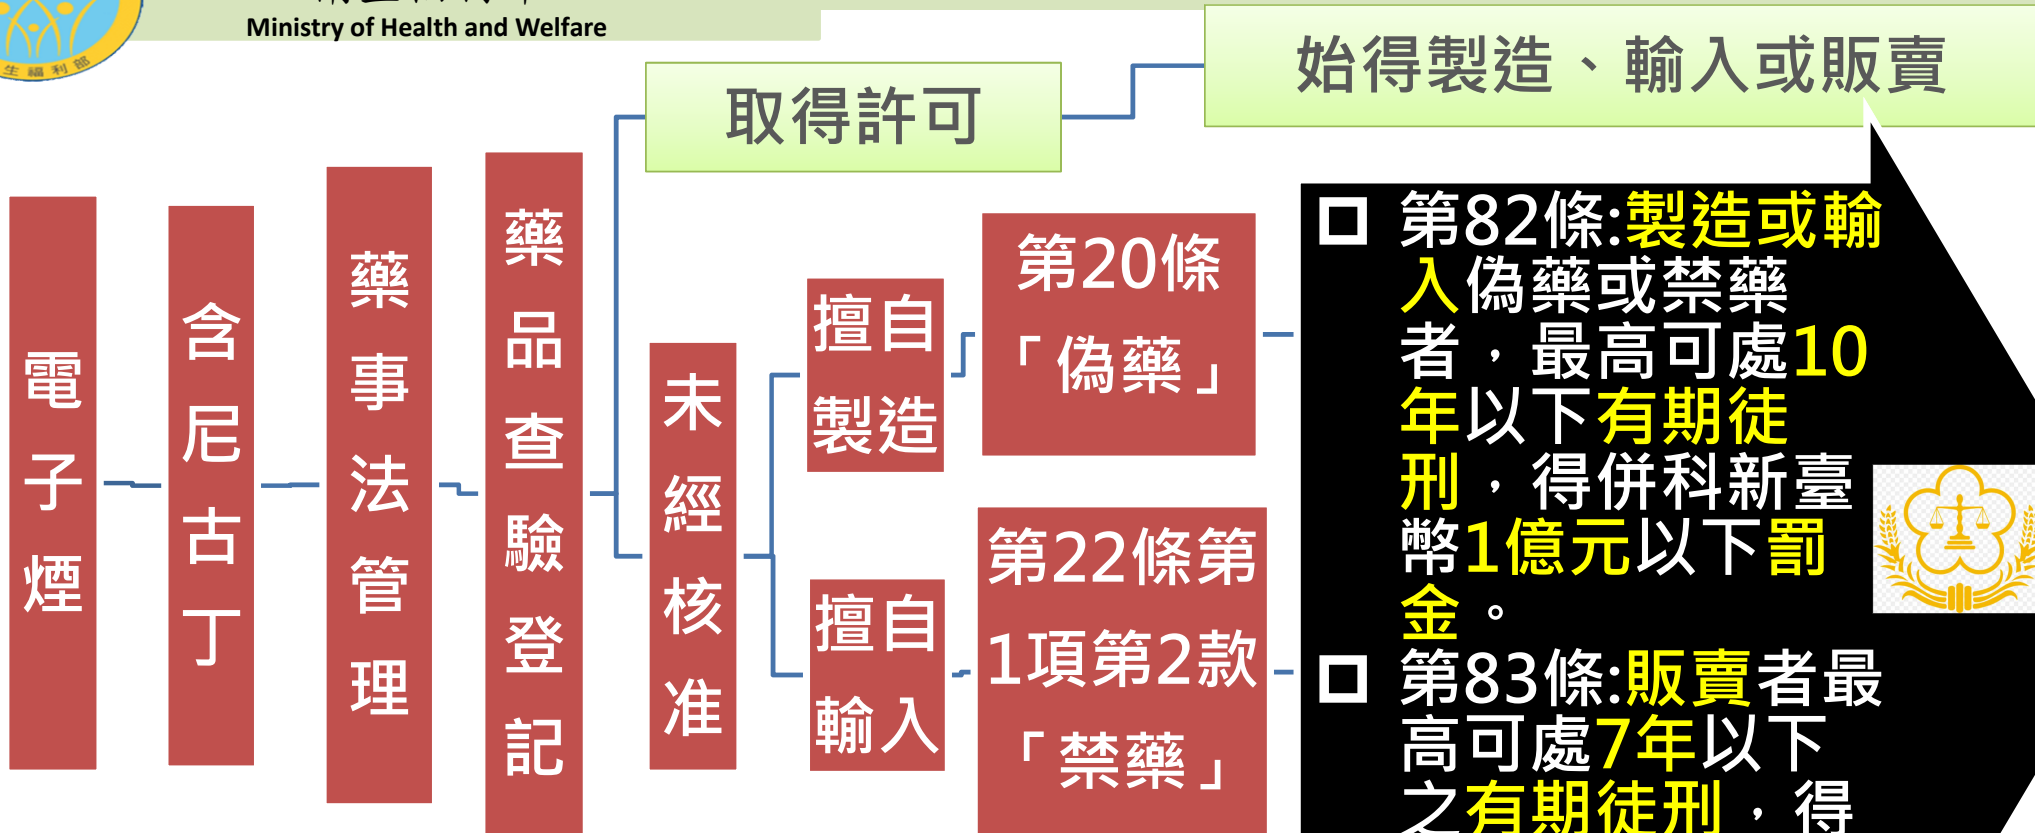 Ministry of Health and Welfare
生福利部
始得製造、輸入或販賣
取得許可
電子煙
含尼古丁
藥事法管理
藥品查驗登記
未經核准
擅自
製造
擅自
輸入
第20條
「偽藥」
第22條第
1項第2款
「禁藥」
第82條:製造或輸
入偽藥或禁藥
者，最高可處10
年以下有期徒
刑，得併科新臺
幣1億元以下罰
金。
第83條:販賣者最
高可處7年以下
之有期徒刑，得